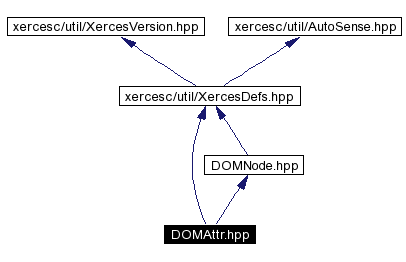 xercesc/util/XercesVersion.hpp
xercesc/util/AutoSense.hpp
xercesc/util/XercesDefs.hpp
DOMNode.hpp
DOMAttr.hpp